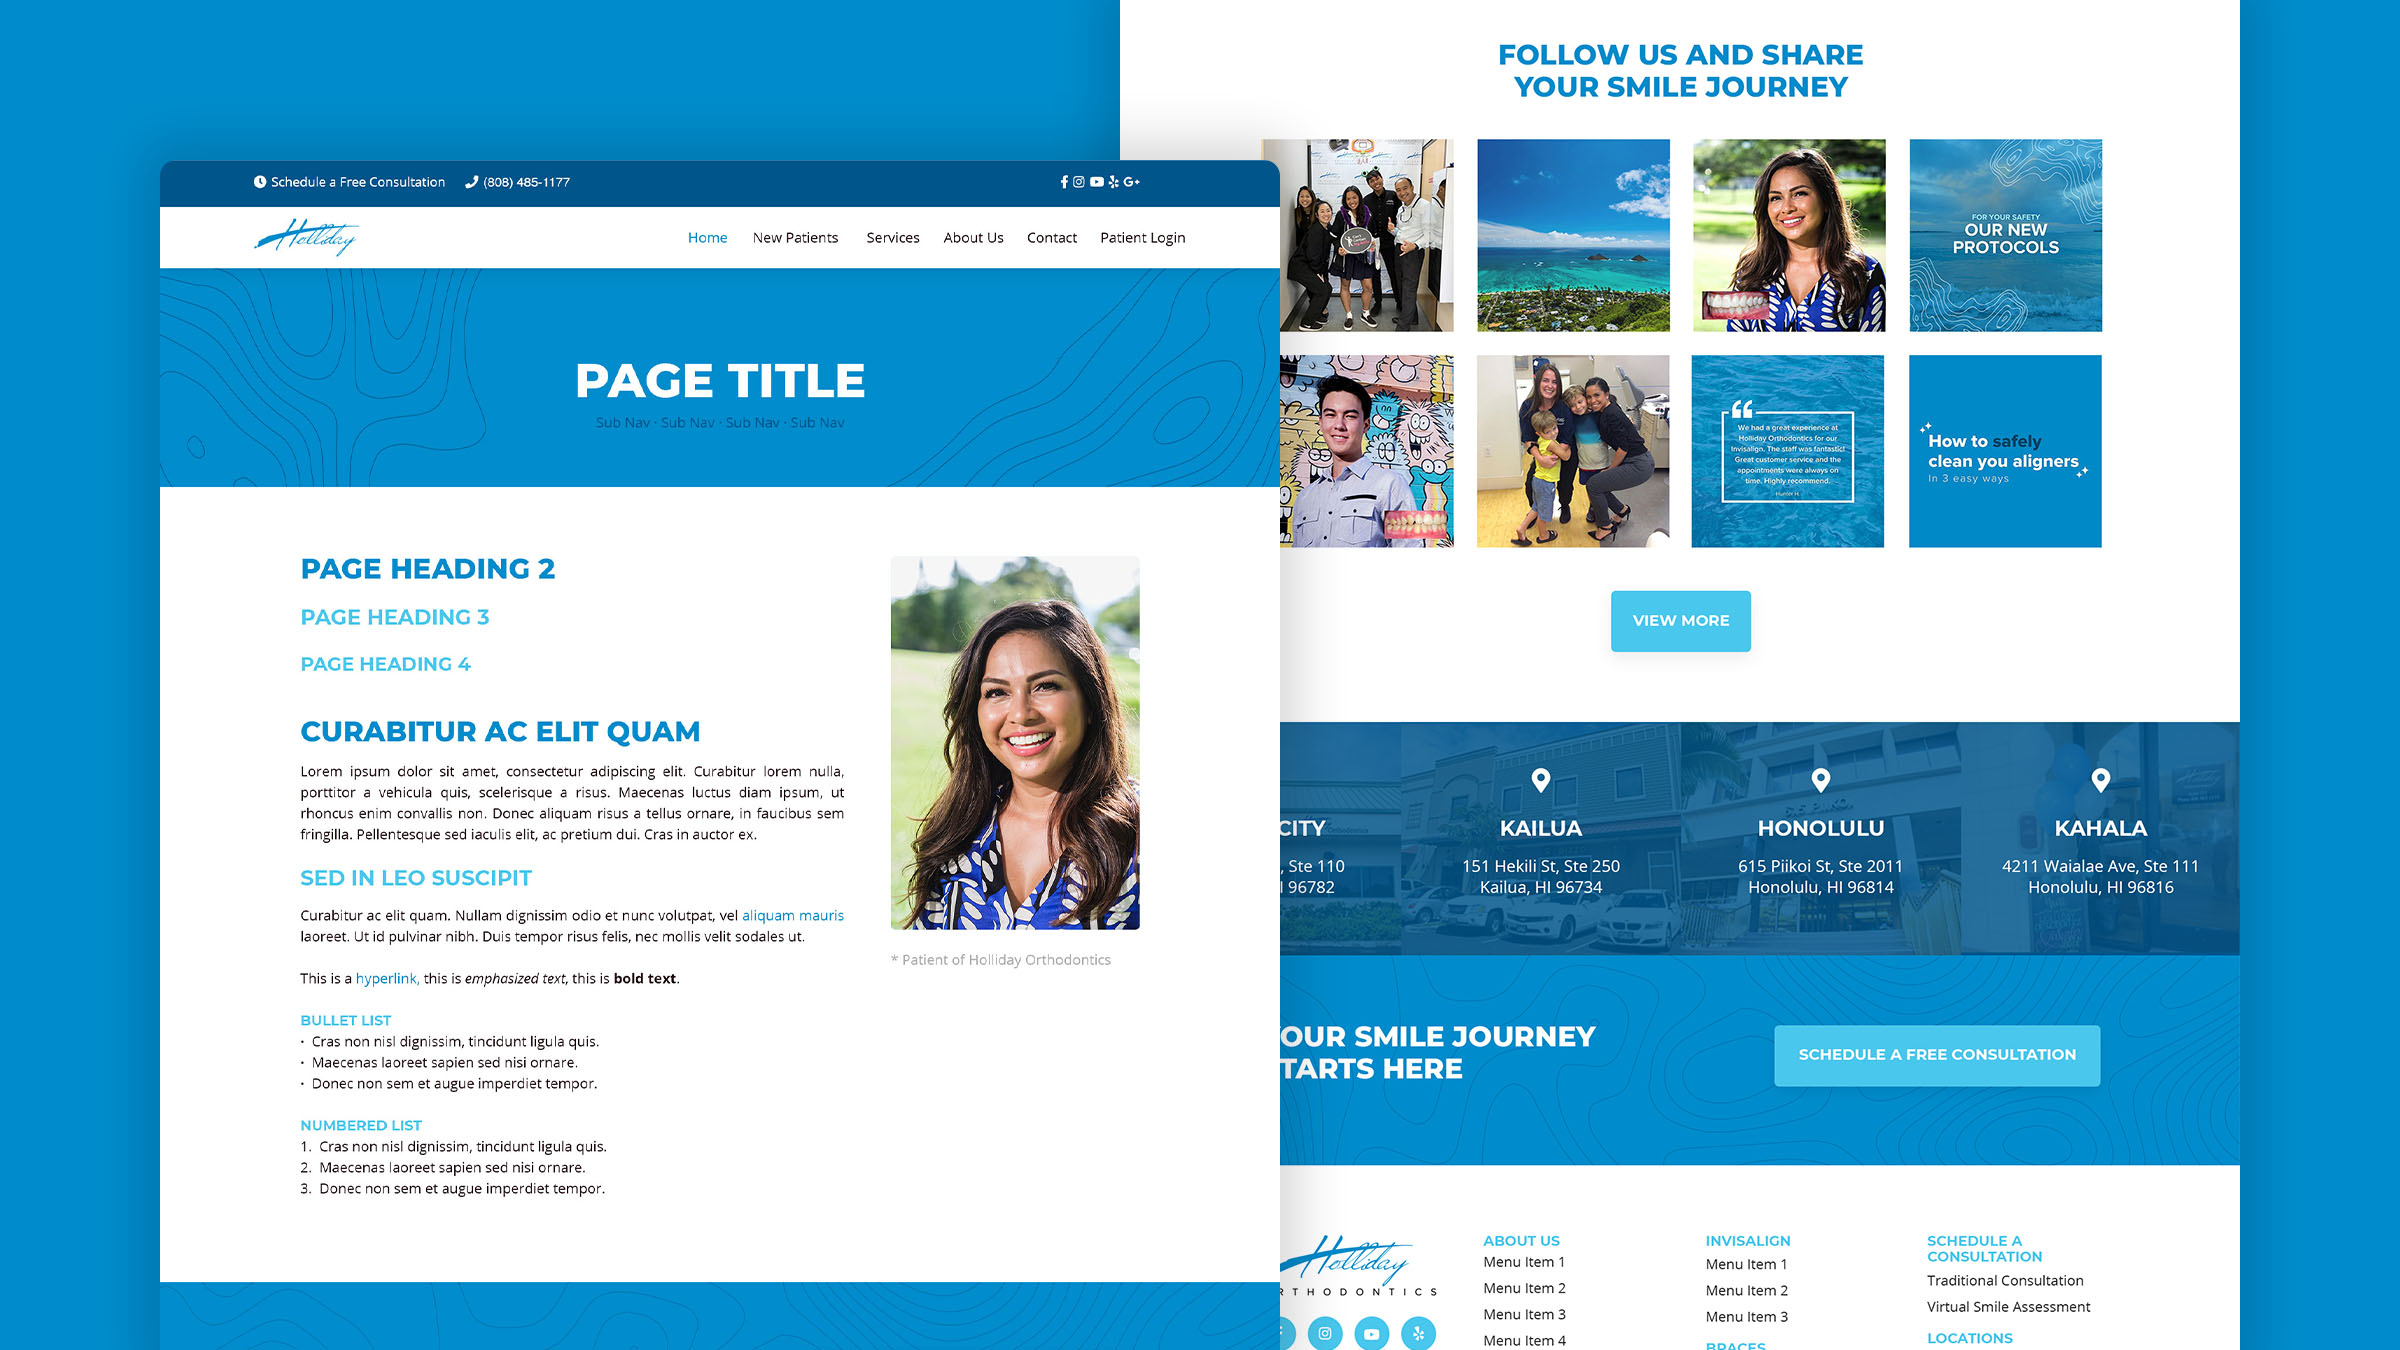 Schedule a Free Consultation
(808) 485-1177
Holliday
Home
New Patients
Services
About Us
Contact
Patient Login
PAGE TITLE
Sub Nav · Sub Nav · Sub Nav · Sub Nav
PAGE HEADING 2
PAGE HEADING 3
PAGE HEADING 4
CURABITUR AC ELIT QUAM
Lorem ipsum dolor sit amet, consectetur adipiscing elit. Curabitur lorem nulla,
porttitor a vehicula quis, scelerisque a risus. Maecenas luctus diam ipsum, ut
rhoncus enim convallis non. Donec aliquam risus a tellus ornare, in faucibus sem
fringilla. Pellentesque sed iaculis elit, ac pretium dui. Cras in auctor ex.
SED IN LEO SUSCIPIT
Curabitur ac elit quam. Nullam dignissim odio et nunc volutpat, vel aliquam mauris
laoreet. Ut id pulvinar nibh. Duis tempor risus felis, nec mollis velit sodales ut.
This is a hyperlink, this is emphasized text, this is bold text.
BULLET LIST
· Cras non nisl dignissim, tincidunt ligula quis.
· Maecenas laoreet sapien sed nisi ornare.
· Donec non sem et augue imperdiet tempor.
NUMBERED LIST
1. Cras non nisl dignissim, tincidunt ligula quis.
2. Maecenas laoreet sapien sed nisi ornare.
3. Donec non sem et augue imperdiet tempor.
* Patient of Holliday Orthodontics
FOLLOW US AND SHARE
YOUR SMILE JOURNEY
FOR YOUR SAFETY
OUR NEW
PROTOCOLS
We had a great experience at
Holliday Orthodontics for our
Invisalign. The staff was fantastic!
Great customer service and the
appointments were always on
time. Highly recommend.
Hunter H.
How to safely
clean you aligners
In 3 easy ways
VIEW MORE
CITY
, Ste 110
I 96782
KAILUA
151 Hekili St, Ste 250
Kailua, HI 96734
HONOLULU
615 Piikoi St, Ste 2011
Honolulu, HI 96814
KAHALA
4211 Waialae Ave, Ste 111
Honolulu, HI 96816
OUR SMILE JOURNEY
TARTS HERE
SCHEDULE A FREE CONSULTATION
Holliday
RTHODONTICS
ABOUT US
Menu Item 1
Menu Item 2
Menu Item 3
Menu Item 4
INVISALIGN
Menu Item 1
Menu Item 2
Menu Item 3
BRACES
SCHEDULE A
CONSULTATION
Traditional Consultation
Virtual Smile Assessment
LOCATIONS